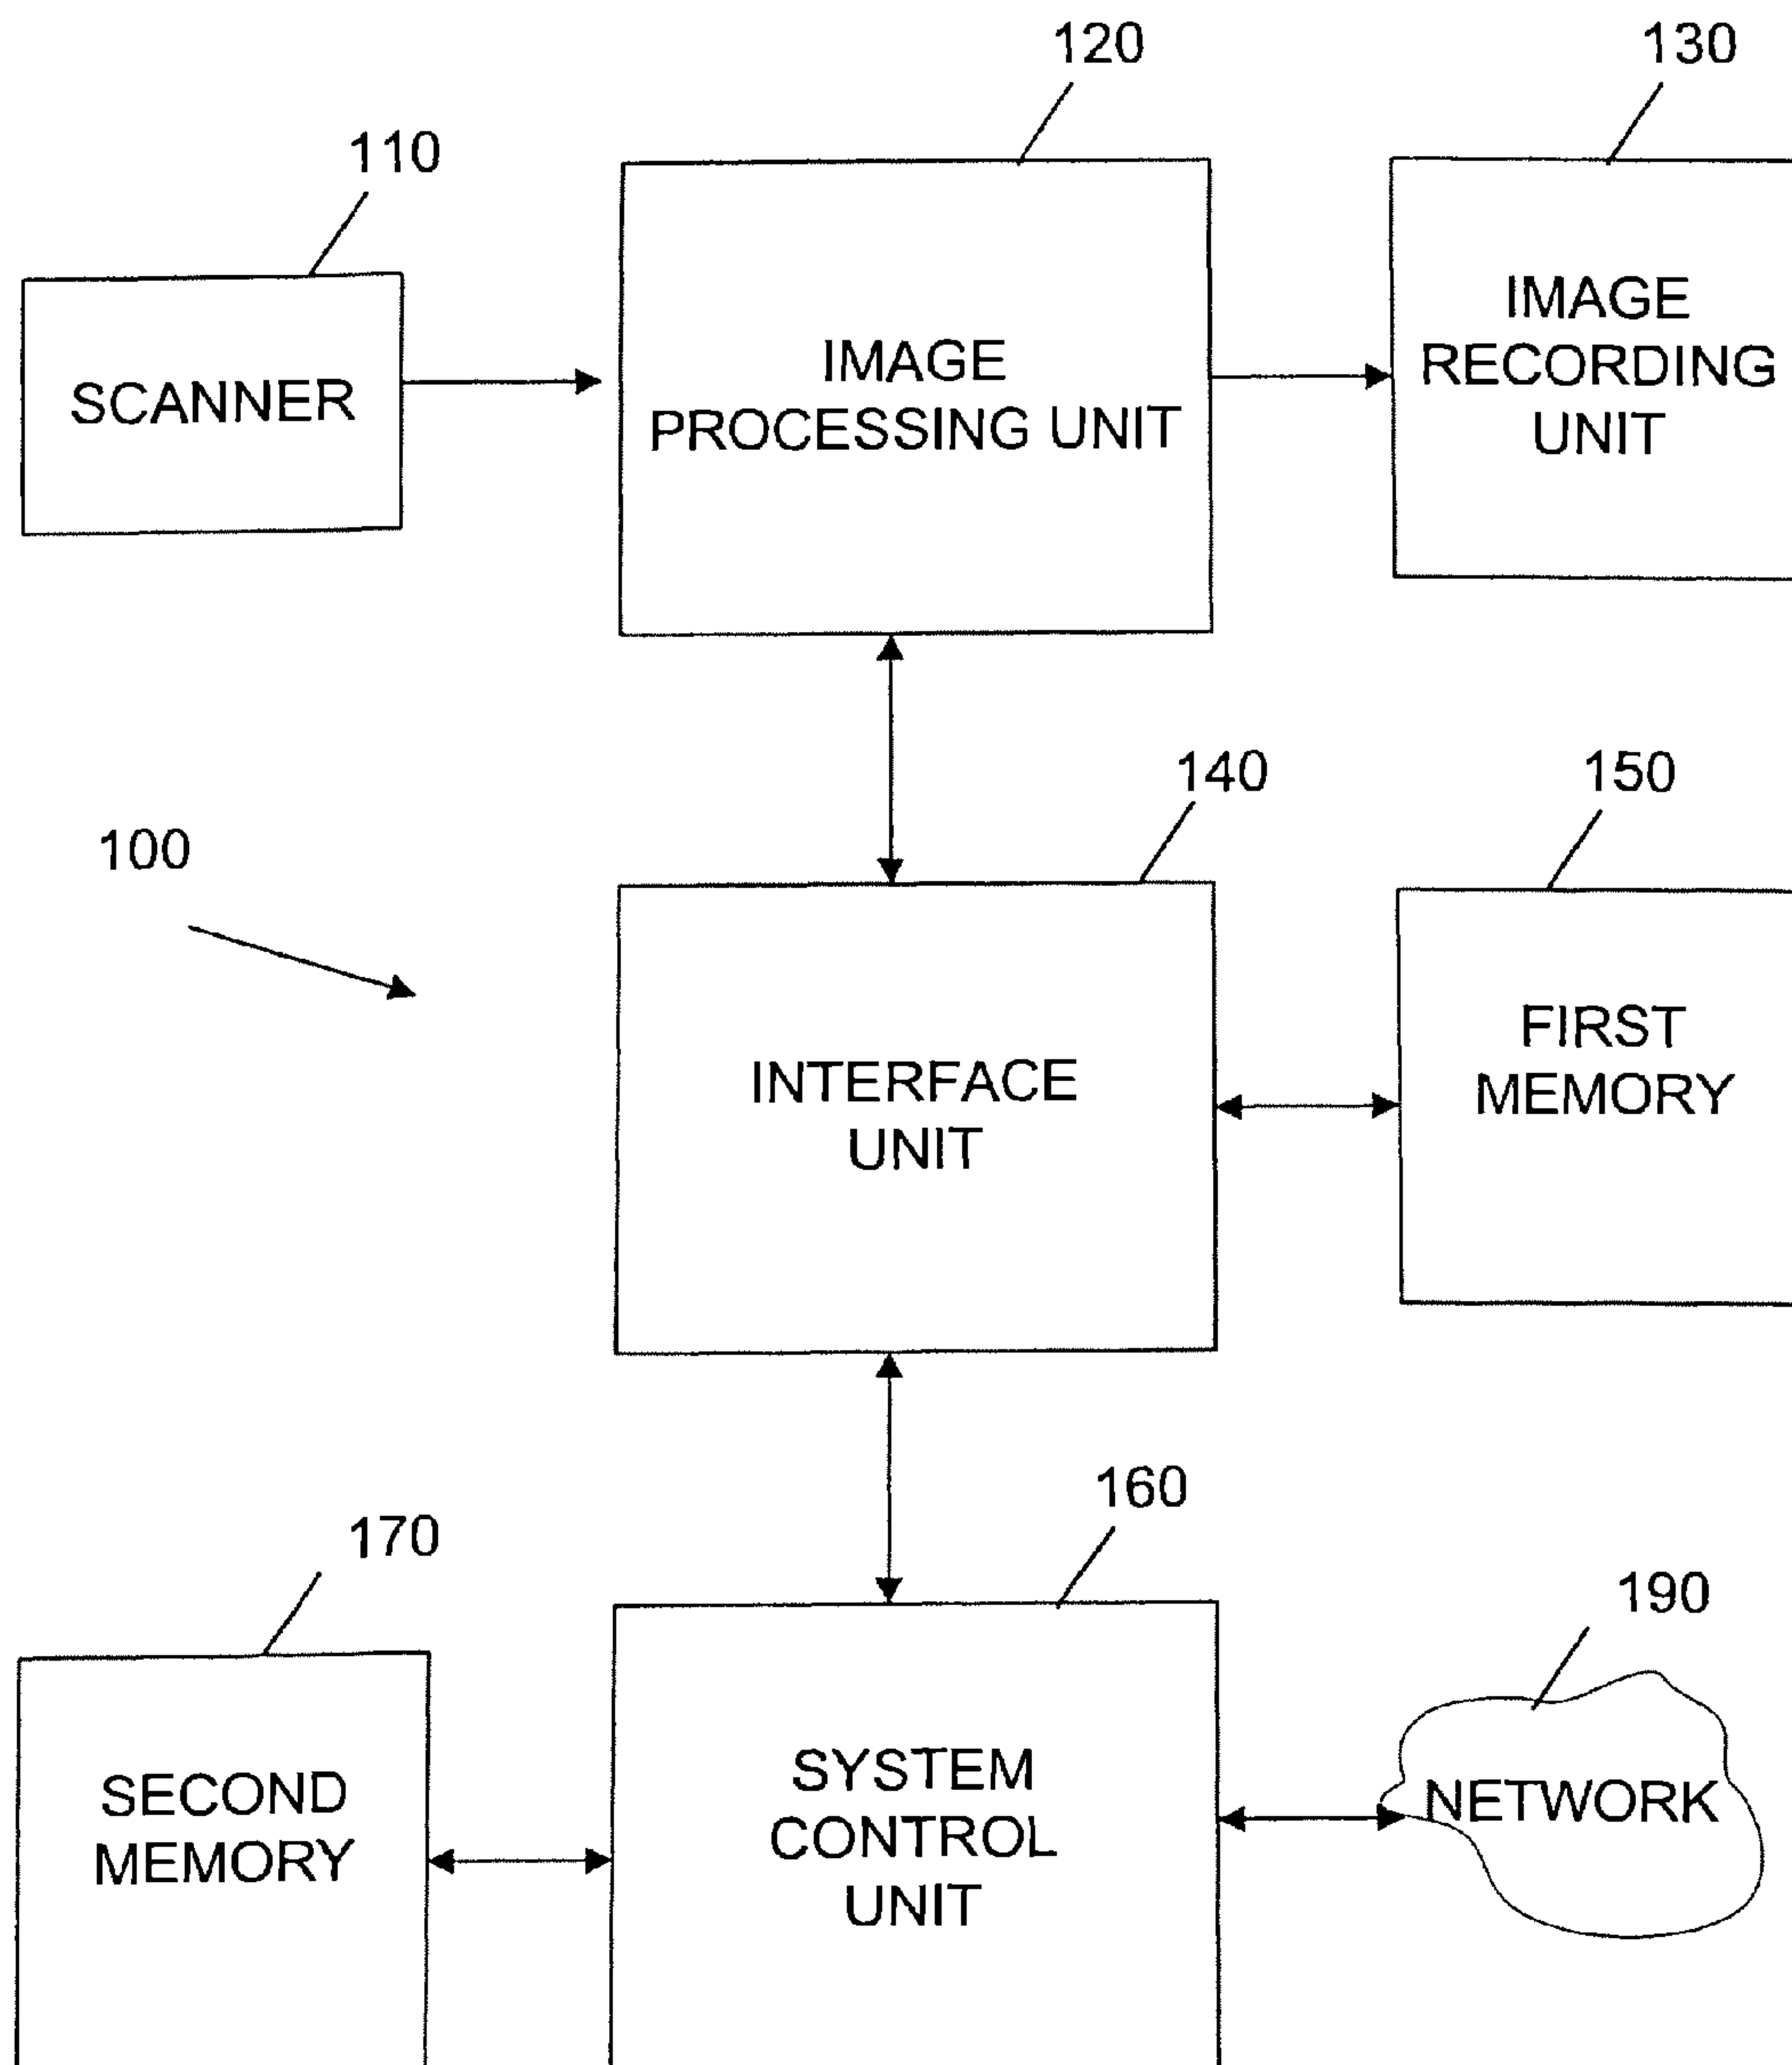 120
130
110
SCANNER
IMAGE
PROCESSING UNIT
IMAGE
RECORDING
UNIT
140
150
100
INTERFACE
UNIT
FIRST
MEMORY
160
170
190
SECOND
MEMORY
SYSTEM
CONTROL
UNIT
NETWORK